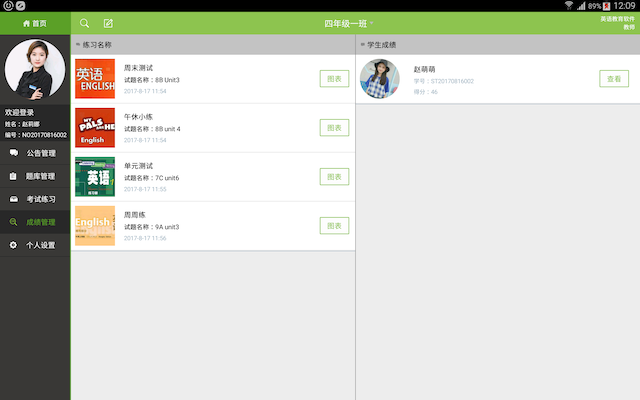 89%
12:09
首页
四年级一班
英语教育软件
教师
练习名称
学生成绩
欢迎登录
姓名：赵莉娜
编号：NO20170816002
公告管理
题库管理
考试练习
成绩管理
个人设置
英语
ENGLISH
周末测试
试题名称：8B Unit3
2017-8-17 11:54
图表
MY
PALS
English
午休小练
试题名称：8B unit 4
2017-8-17 11:54
图表
英语
练习册
单元测试
试题名称：7C unit6
2017-8-17 11:55
图表
English
周周练
试题名称：9A unit3
2017-8-17 11:56
图表
赵萌萌
学号：ST20170816002
得分：46
查看